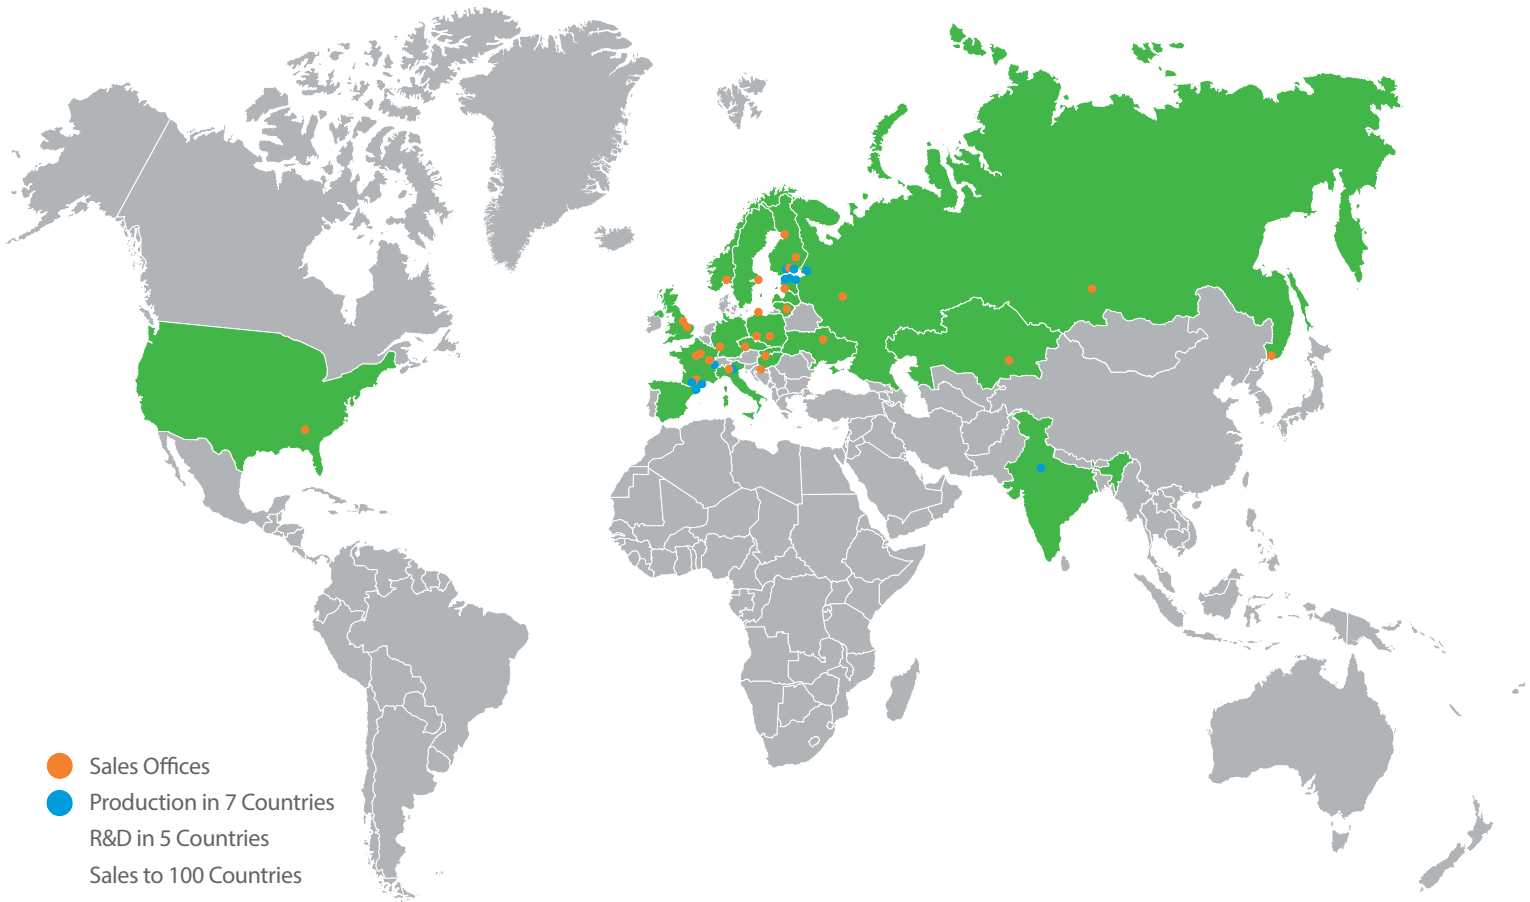 Sales Offices
Production in 7 Countries
R&D in 5 Countries
Sales to 100 Countries